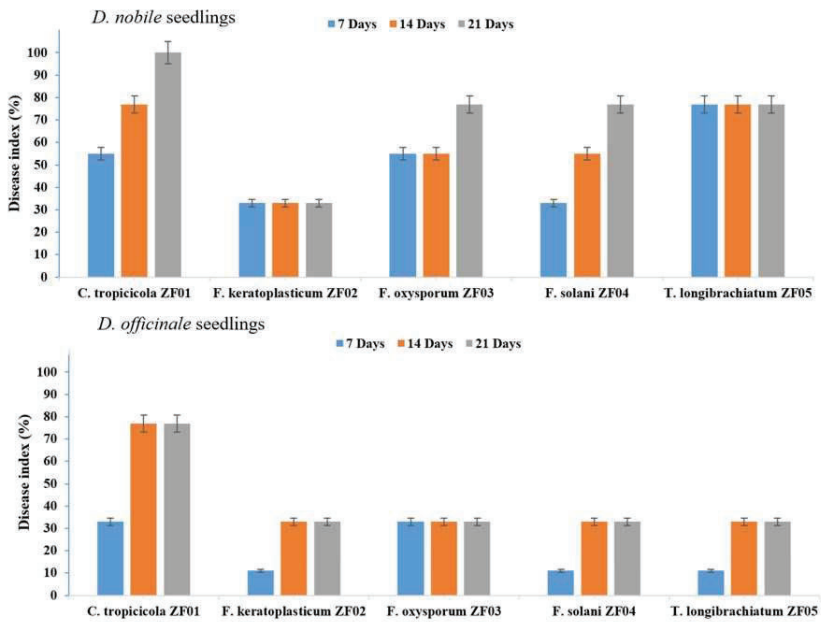 D. nobile seedlings
7 Days 14 Days 21 Days
Disease index (%)
100
90
80
70
60
50
40
30
20
10
0
C. tropicicola ZF01 F. keratoplasticum ZF02 F. oxysporum ZF03 F. solani ZF04 T. longibrachiatum ZF05
D. officinale seedlings
7 Days 14 Days 21 Days
Disease index (%)
100
90
80
70
60
50
40
30
20
10
0
C. tropicicola ZF01 F. keratoplasticum ZF02 F. oxysporum ZF03 F. solani ZF04 T. longibrachiatum ZF05